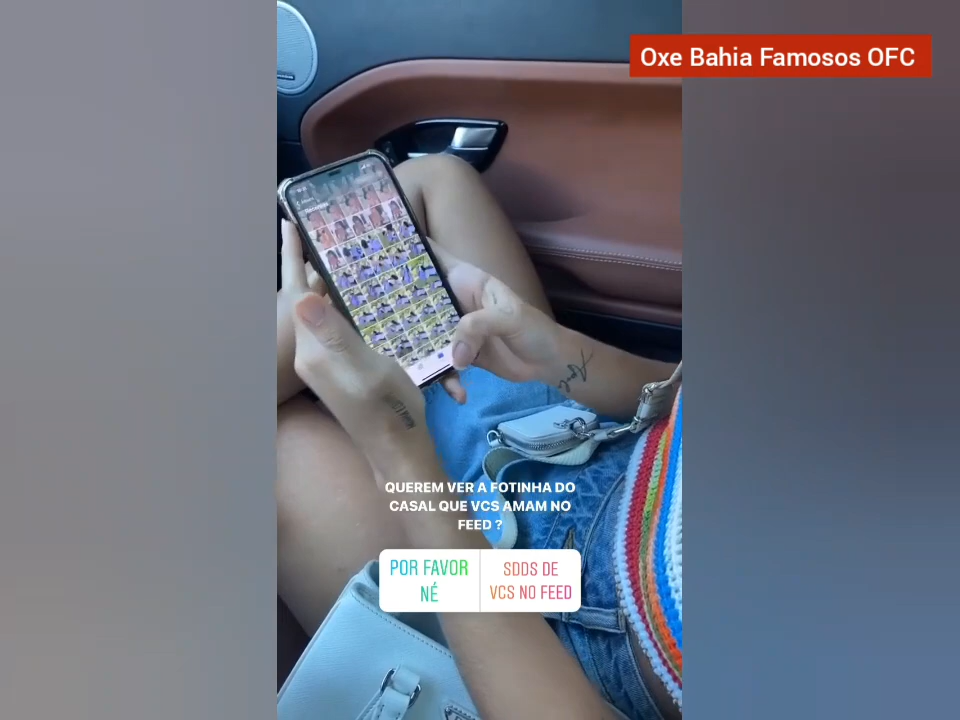 Oxe Bahia Famosos OFC
QUEREM VER A FOTINHA DO
CASAL QUE VCS AMAM NO
FEED ?
POR FAVOR
NÉ
SDDS DE
VCS NO FEED